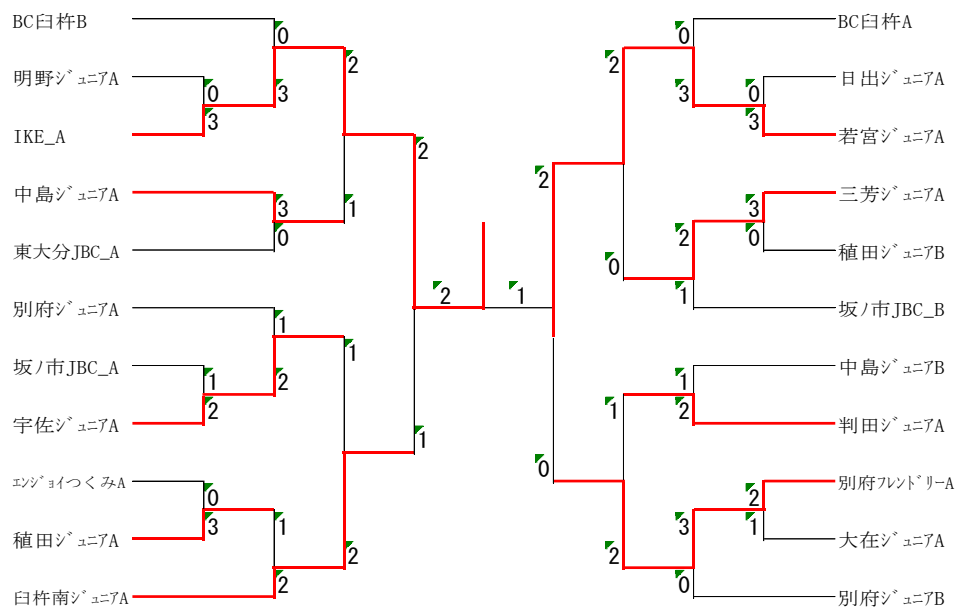 BC臼杵B
0
2
明野ジュニアA
0
3
3
IKE_A
2
中島ジュニアA
3
1
0
東大分JBC_A
2
別府ジュニアA
1
1
坂ノ市JBC_A
1
2
2
宇佐ジュニアA
1
エンジョイつくみA
0
3
1
稙田ジュニアA
2
2
臼杵南ジュニアA
BC臼杵A
0
2
日出ジュニアA
3
0
3
若宮ジュニアA
2
三芳ジュニアA
3
2
0
稙田ジュニアB
0
1
坂ノ市JBC_B
1
中島ジュニアB
1
1
2
判田ジュニアA
0
別府フレンドリーA
2
3
1
大在ジュニアA
2
0
別府ジュニアB